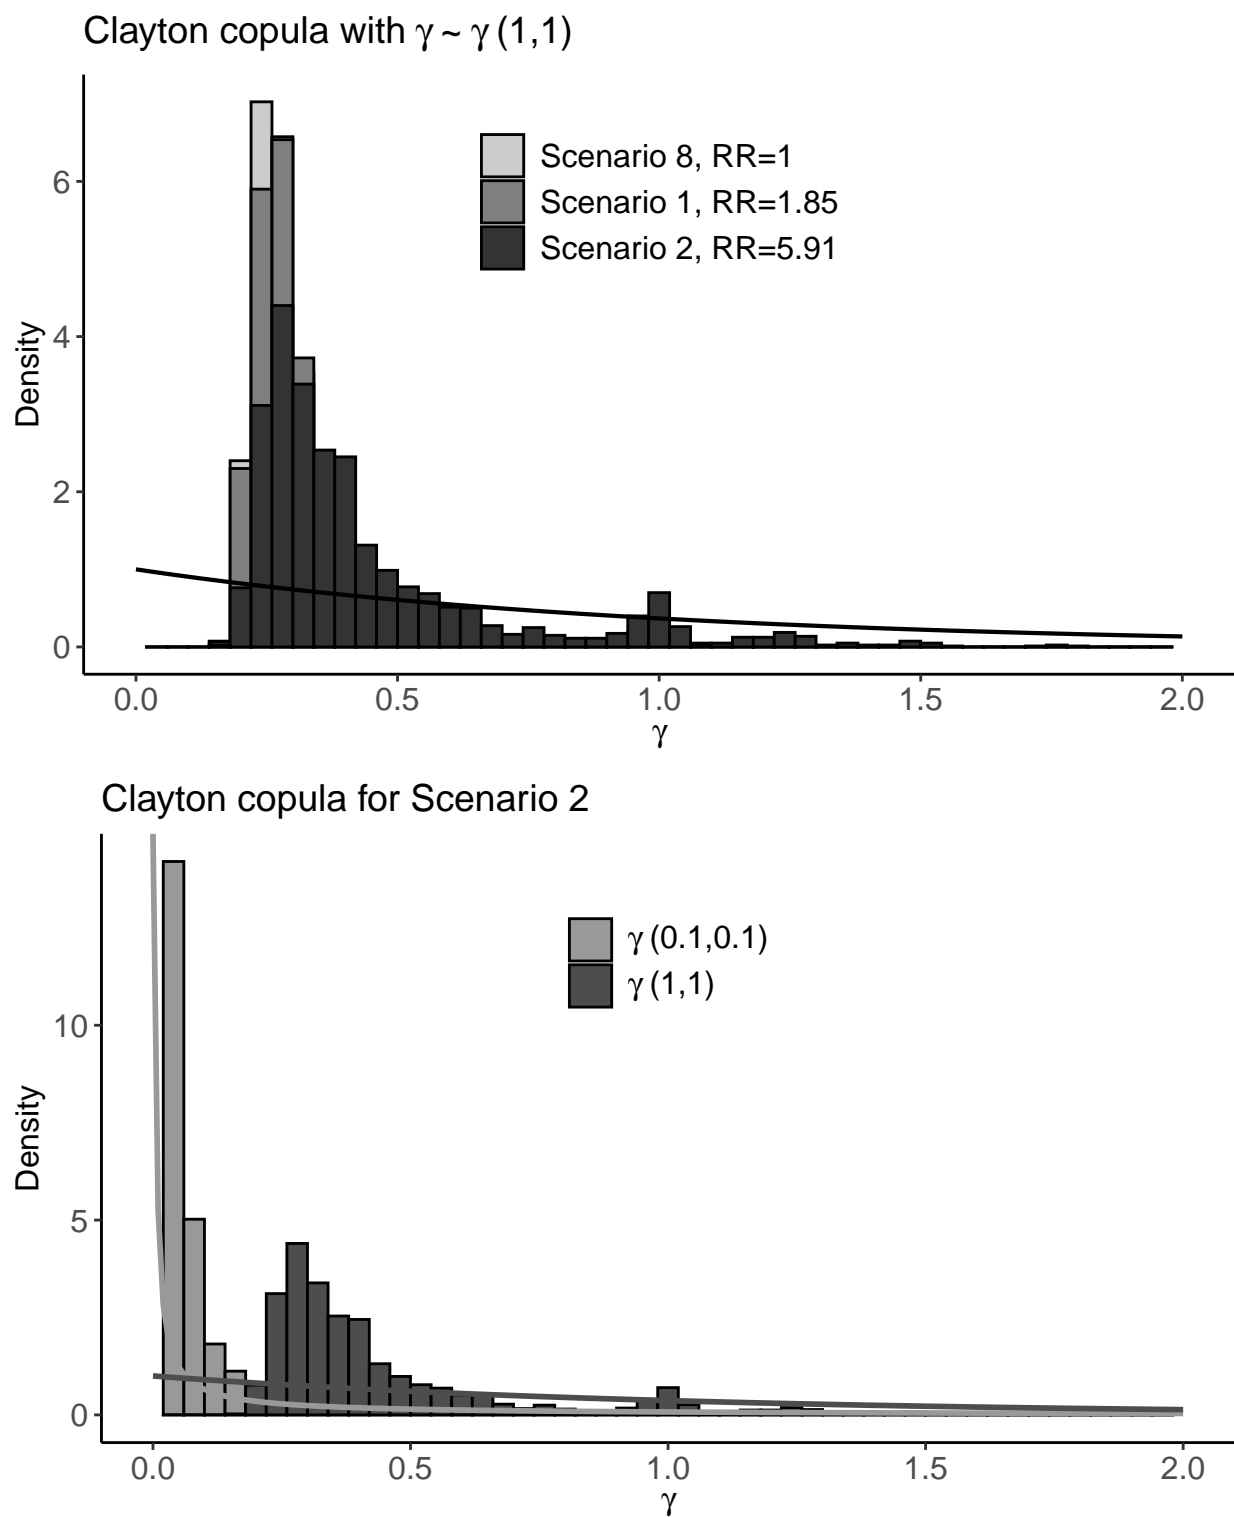 Clayton copula with γ ~ γ (1,1)
Scenario 8, RR=1
Scenario 1, RR=1.85
Scenario 2, RR=5.91
Density
6
4
2
0
0.0 0.5 1.0 1.5 2.0
γ
Clayton copula for Scenario 2
γ (0.1,0.1)
γ (1,1)
Density
10
5
0
0.0 0.5 1.0 1.5 2.0
γ